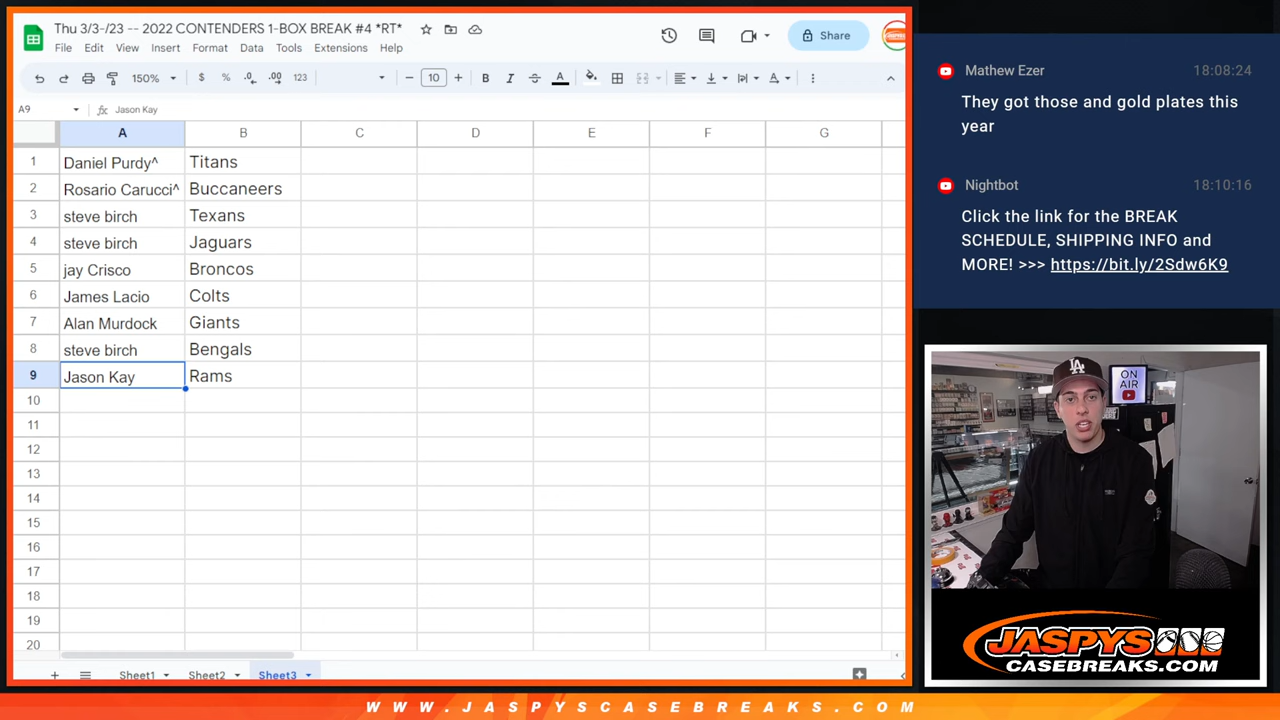 Thu 3/3-/23 -- 2022 CONTENDERS 1-BOX BREAK #4 *RT*
File Edit View Insert Format Data Tools Extensions Help
Share
150% $ % .0 .00 123 10 B I A
A9 fx Jason Kay
A B C D E F G
1 Daniel Purdy^ Titans
2 Rosario Carucci^ Buccaneers
3 steve birch Texans
4 steve birch Jaguars
5 jay Crisco Broncos
6 James Lacio Colts
7 Alan Murdock Giants
8 steve birch Bengals
9 Jason Kay Rams
10
11
12
13
14
15
16
17
18
19
20
Sheet1 Sheet2 Sheet3
Mathew Ezer 18:08:24
They got those and gold plates this
year
Nightbot 18:10:16
Click the link for the BREAK
SCHEDULE, SHIPPING INFO and
MORE! >>> https://bit.ly/2Sdw6K9
LA
ON
AIR
JASPYS
CASEBREAKS.COM
WWW.JASPYSCASEBREAKS.COM